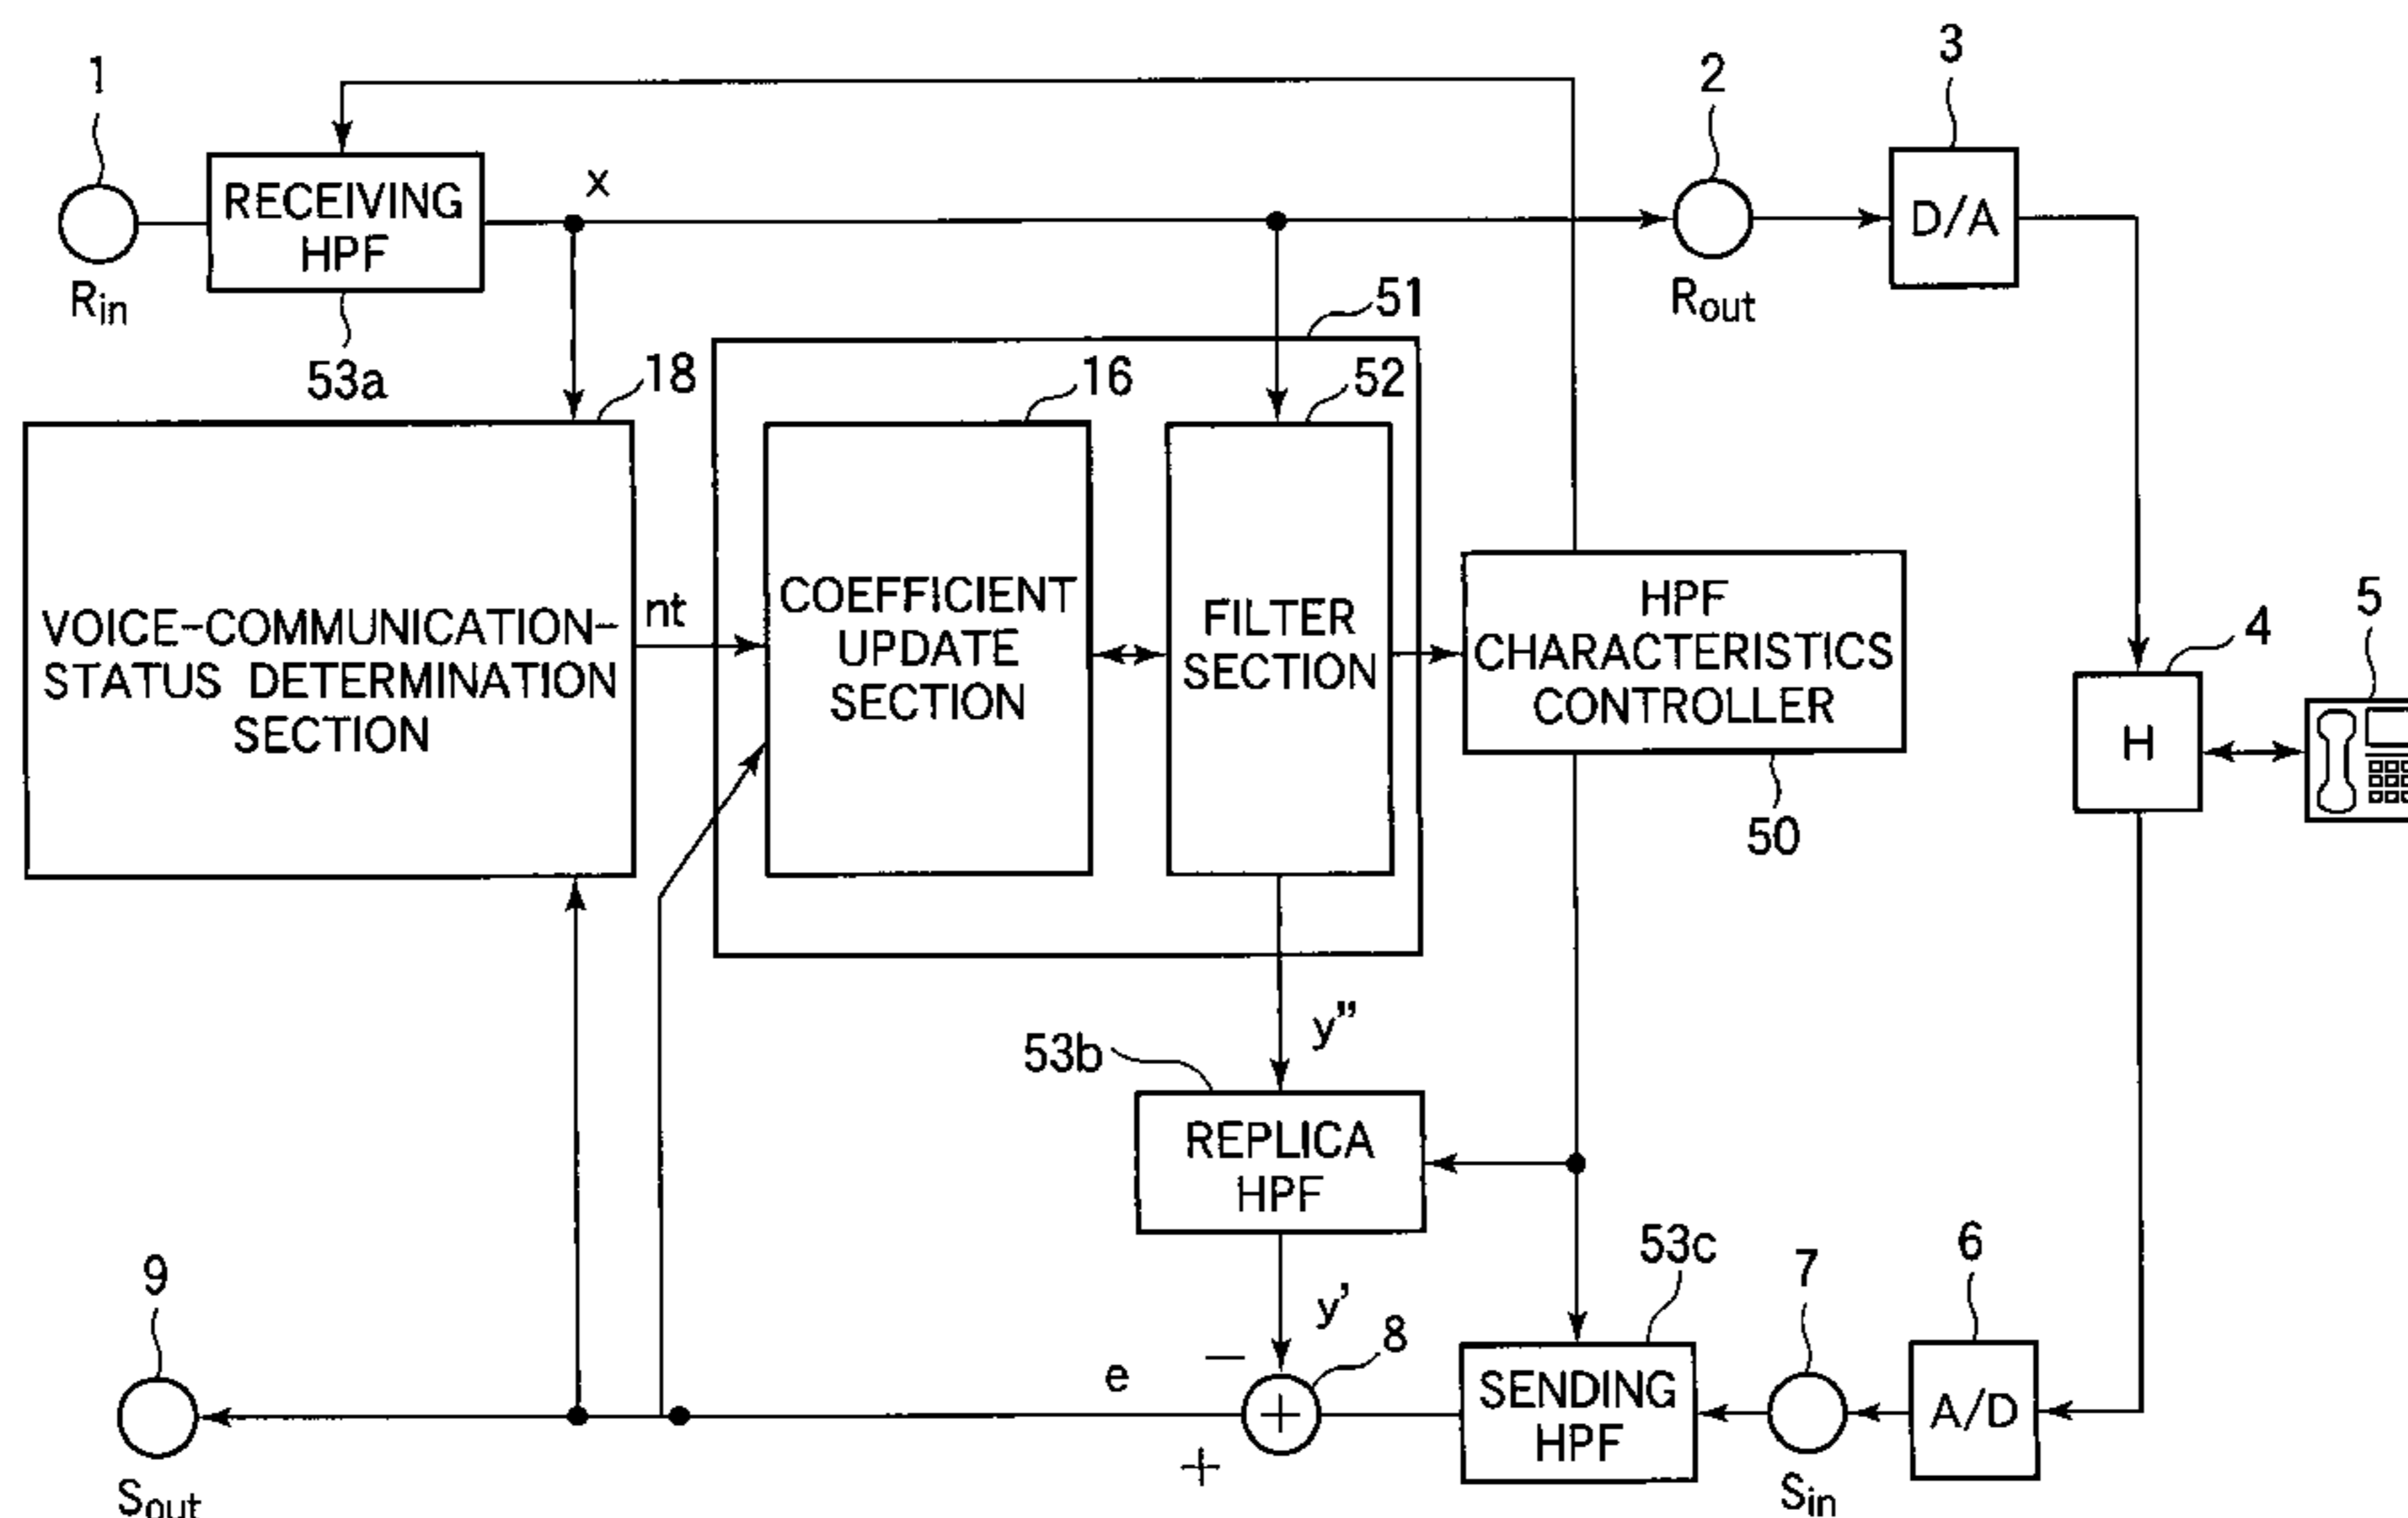 1
2
3
RECEIVING
HPF
x
D/A
Rin
Rout
53a
18
51
16
52
VOICE-COMMUNICATION-
STATUS DETERMINATION
SECTION
nt
COEFFICIENT
UPDATE
SECTION
FILTER
SECTION
HPF
CHARACTERISTICS
CONTROLLER
50
4
5
H
y"
53b
REPLICA
HPF
y'
53c
7
6
8
9
−
e
+
+
SENDING
HPF
A/D
Sin
Sout